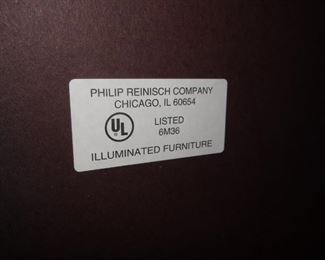 PHILIP REINISCH COMPANY
CHICAGO, IL 60654
UL
LISTED
6M36
ILLUMINATED FURNITURE